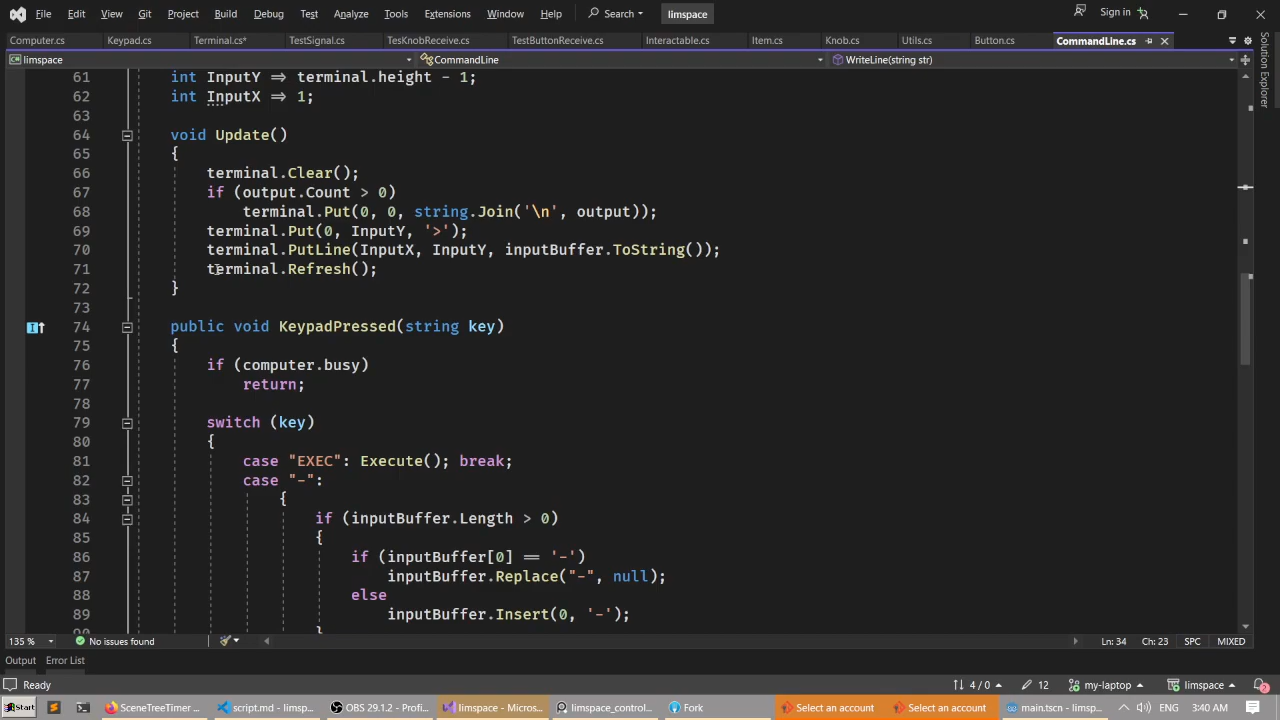 File Edit View Git Project Build Debug Test Analyze Tools Extensions Window Help Search limspace Sign in
Computer.cs Keypad.cs Terminal.cs* TestSignal.cs TesKnobReceive.cs TestButtonReceive.cs Interactable.cs Item.cs Knob.cs Utils.cs Button.cs CommandLine.cs
limspace CommandLine WriteLine(string str)
Solution Explorer
61 int InputY => terminal.height - 1;
62 int InputX => 1;
63
64 void Update()
65 {
66 terminal.Clear();
67 if (output.Count > 0)
68 terminal.Put(0, 0, string.Join('\n', output));
69 terminal.Put(0, InputY, '>');
70 terminal.PutLine(InputX, InputY, inputBuffer.ToString());
71 terminal.Refresh();
72 }
73
74 public void KeypadPressed(string key)
75 {
76 if (computer.busy)
77 return;
78
79 switch (key)
80 {
81 case "EXEC": Execute(); break;
82 case "-":
83 {
84 if (inputBuffer.Length > 0)
85 {
86 if (inputBuffer[0] == '-')
87 inputBuffer.Replace("-", null);
88 else
89 inputBuffer.Insert(0, '-');
90 }
135 % No issues found Ln: 34 Ch: 23 SPC MIXED
Output Error List
Ready 4 / 0 12 my-laptop limspace 2
Start SceneTreeTimer ... script.md - limsp... OBS 29.1.2 - Profi... limspace - Micros... limspace_control... Fork Select an account Select an account main.tscn - limsp... ENG 3:40 AM